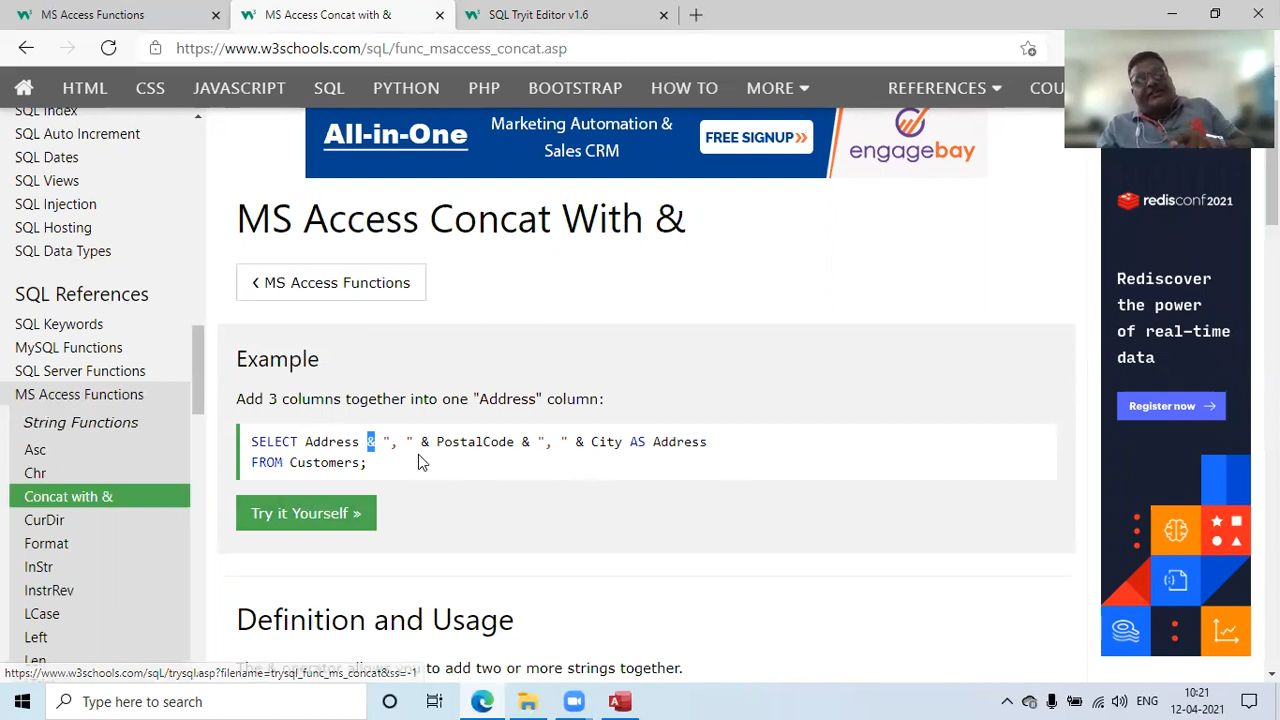 MS Access Functions
MS Access Concat with &
SQL Tryit Editor v1.6
https://www.w3schools.com/sqL/func_msaccess_concat.asp
HTML CSS JAVASCRIPT SQL PYTHON PHP BOOTSTRAP HOW TO MORE REFERENCES COU
SQL Index
SQL Auto Increment
SQL Dates
SQL Views
SQL Injection
SQL Hosting
SQL Data Types
SQL References
SQL Keywords
MySQL Functions
SQL Server Functions
MS Access Functions
String Functions
Asc
Chr
Concat with &
CurDir
Format
InStr
InstrRev
LCase
Left
Len
All-in-One
Marketing Automation &
Sales CRM
FREE SIGNUP»
engagebay
MS Access Concat With &
❮ MS Access Functions
Example
Add 3 columns together into one "Address" column:
SELECT Address & ", " & PostalCode & ", " & City AS Address
FROM Customers;
Try it Yourself »
Definition and Usage
The & operator allows you to add two or more strings together.
redisconf2021
Rediscover
the power
of real-time
data
Register now →
https://www.w3schools.com/sqL/trysql.asp?filename=trysql_func_ms_concat&ss=-1
Type here to search
ENG
10:21
12-04-2021